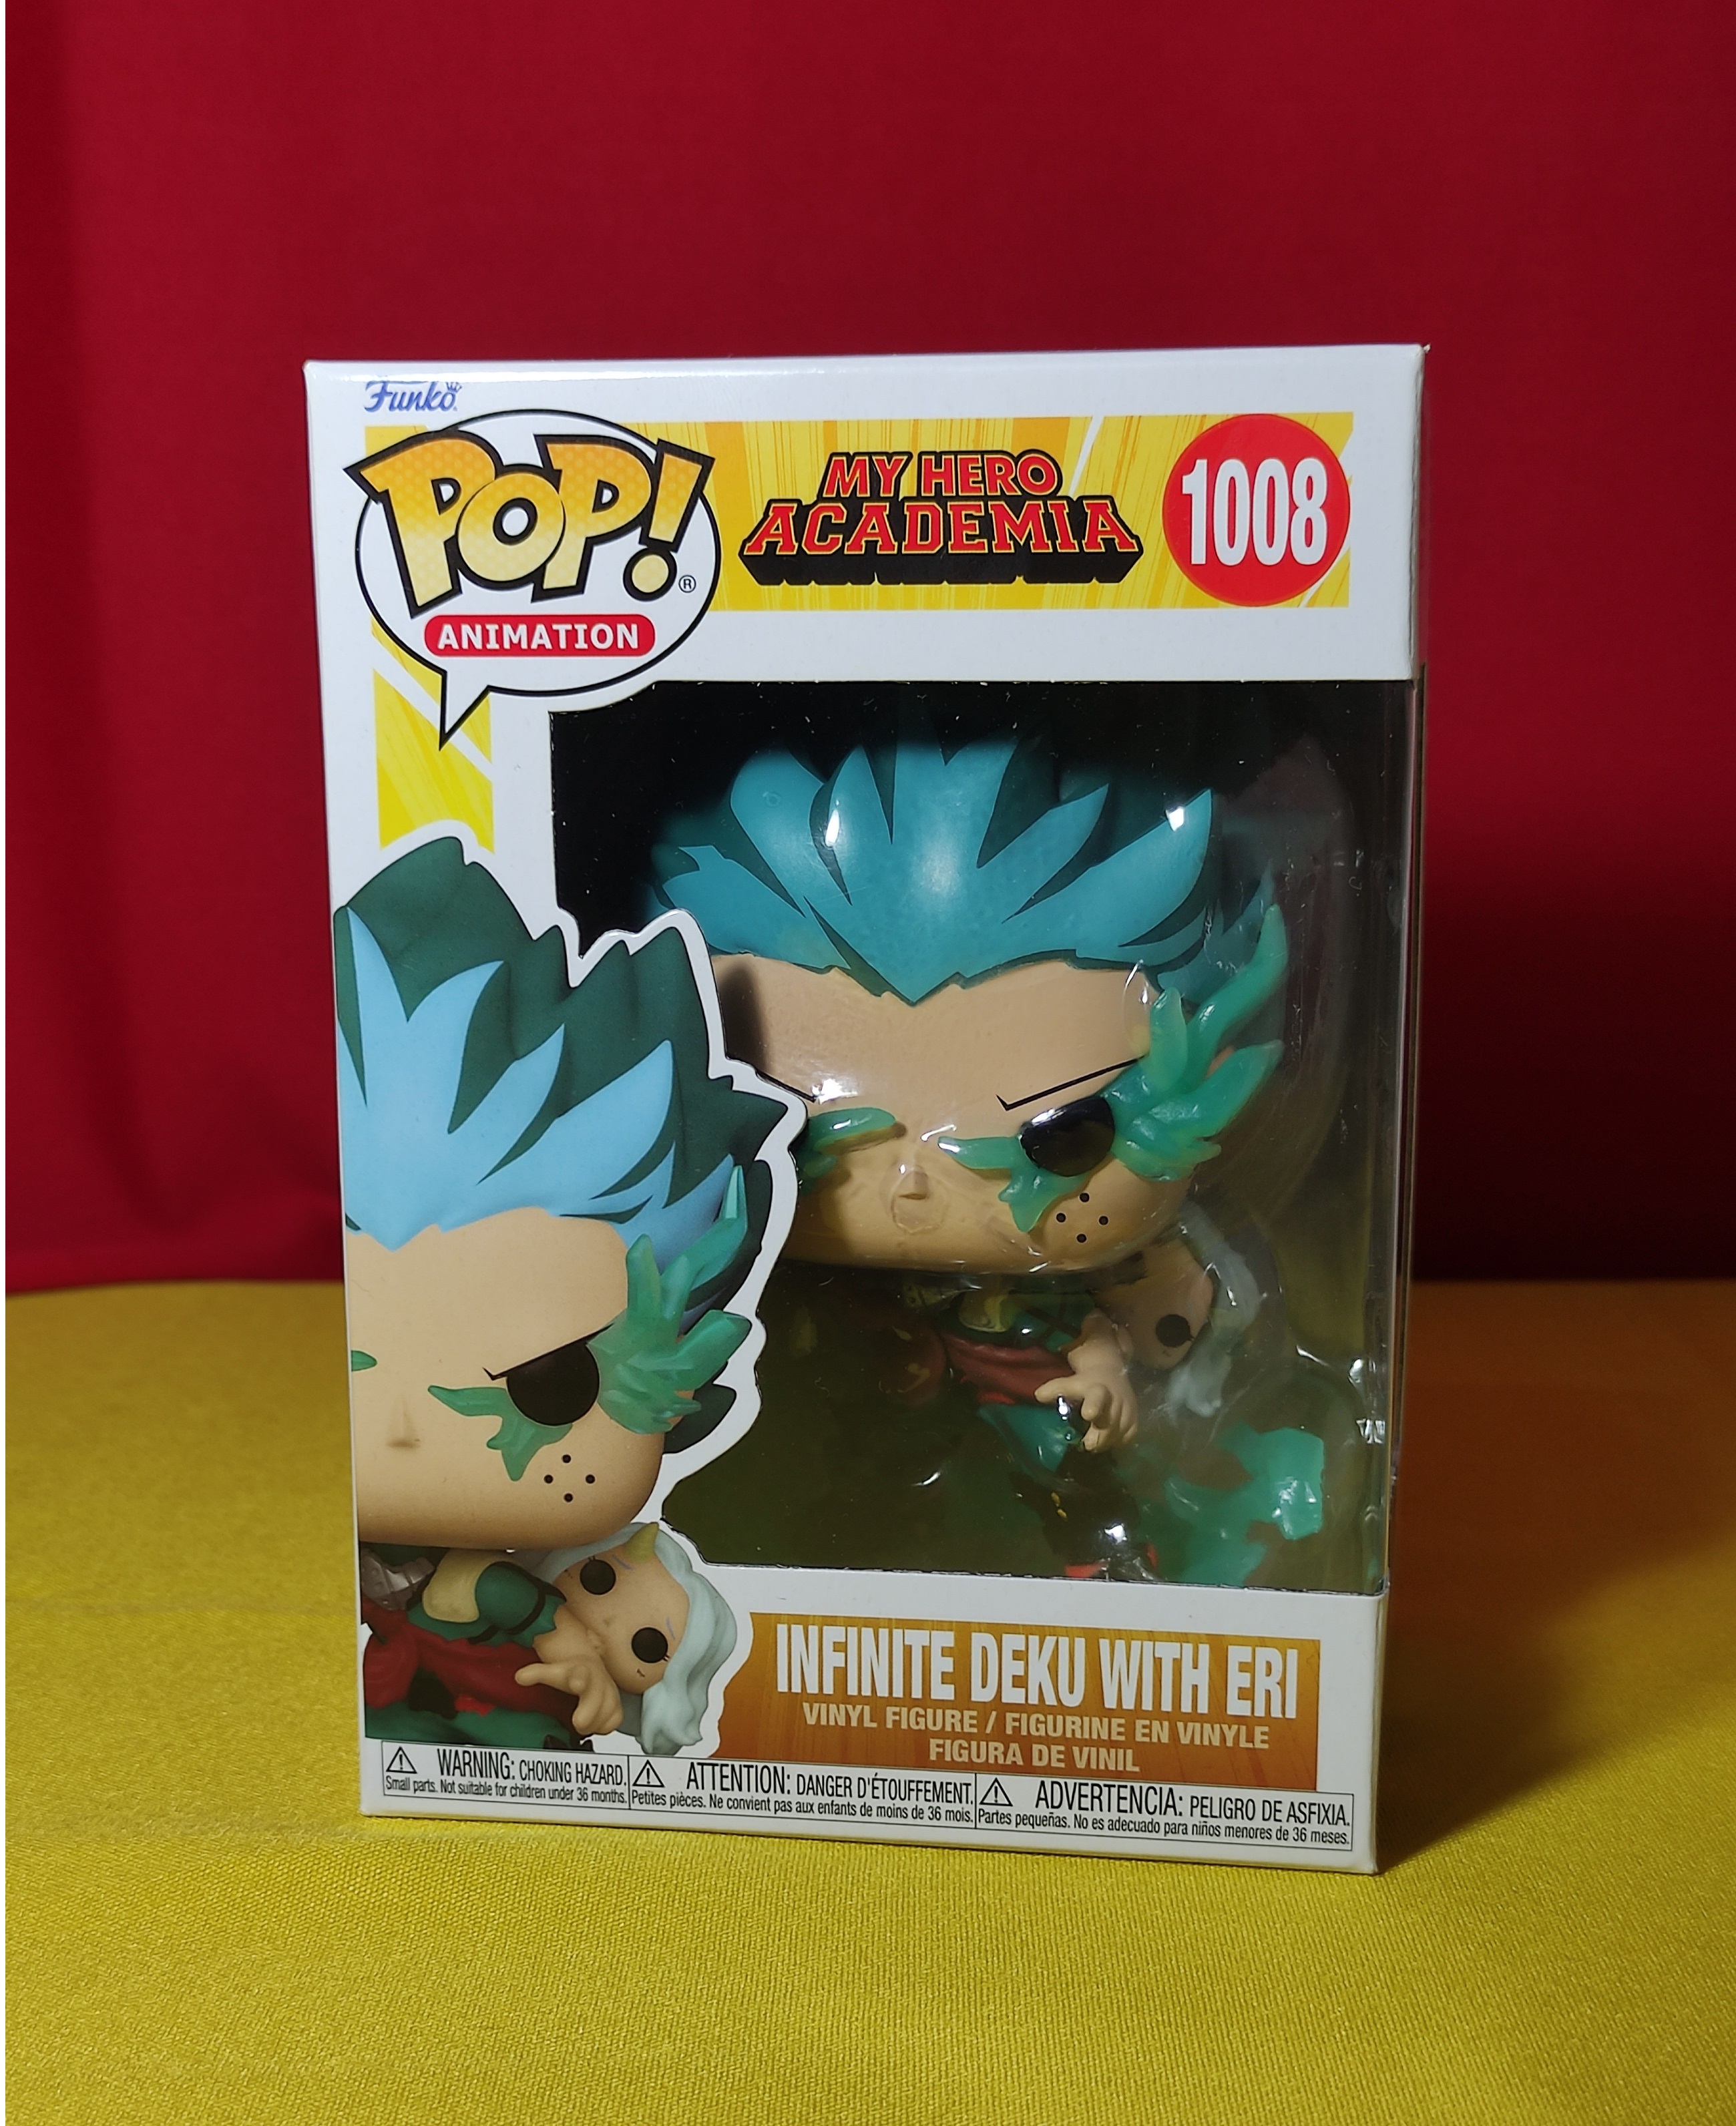 Funko
POP!®
ANIMATION
MY HERO
ACADEMIA
1008
INFINITE DEKU WITH ERI
VINYL FIGURE / FIGURINE EN VINYLE
FIGURA DE VINIL
WARNING: CHOKING HAZARD.
Small parts. Not suitable for children under 36 months.
ATTENTION: DANGER D'ÉTOUFFEMENT.
Petites pièces. Ne convient pas aux enfants de moins de 36 mois.
ADVERTENCIA: PELIGRO DE ASFIXIA.
Partes pequeñas. No es adecuado para niños menores de 36 meses.